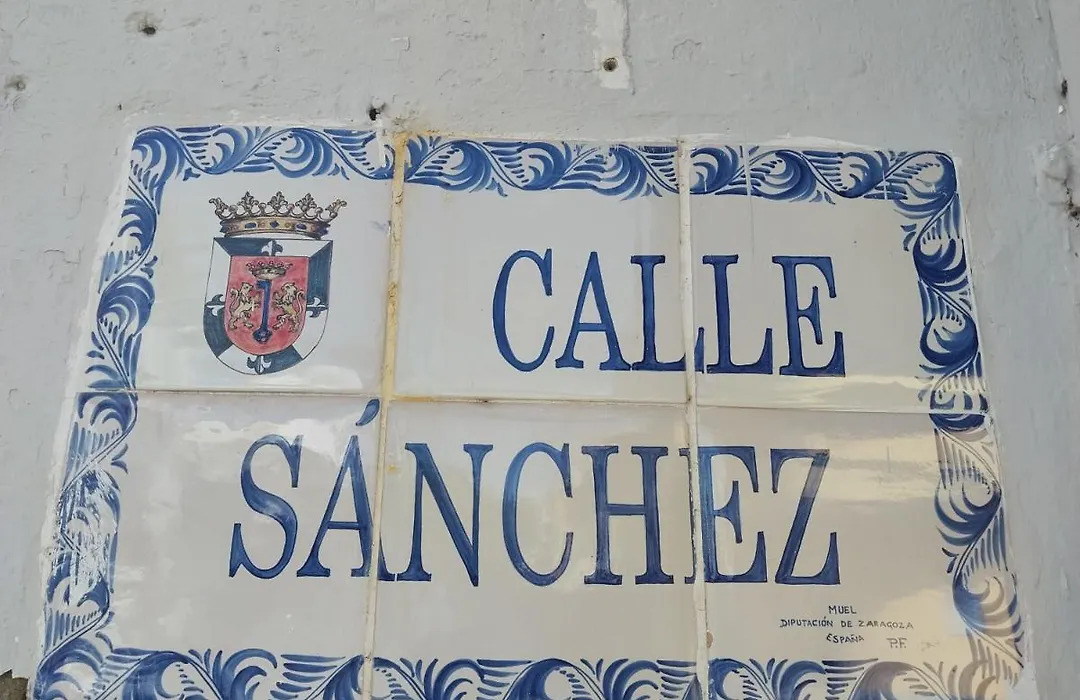 CALLE
SÁNCHEZ
MUEL
DIPUTACIÓN DE ZARAGOZA
ESPAÑA P.F.